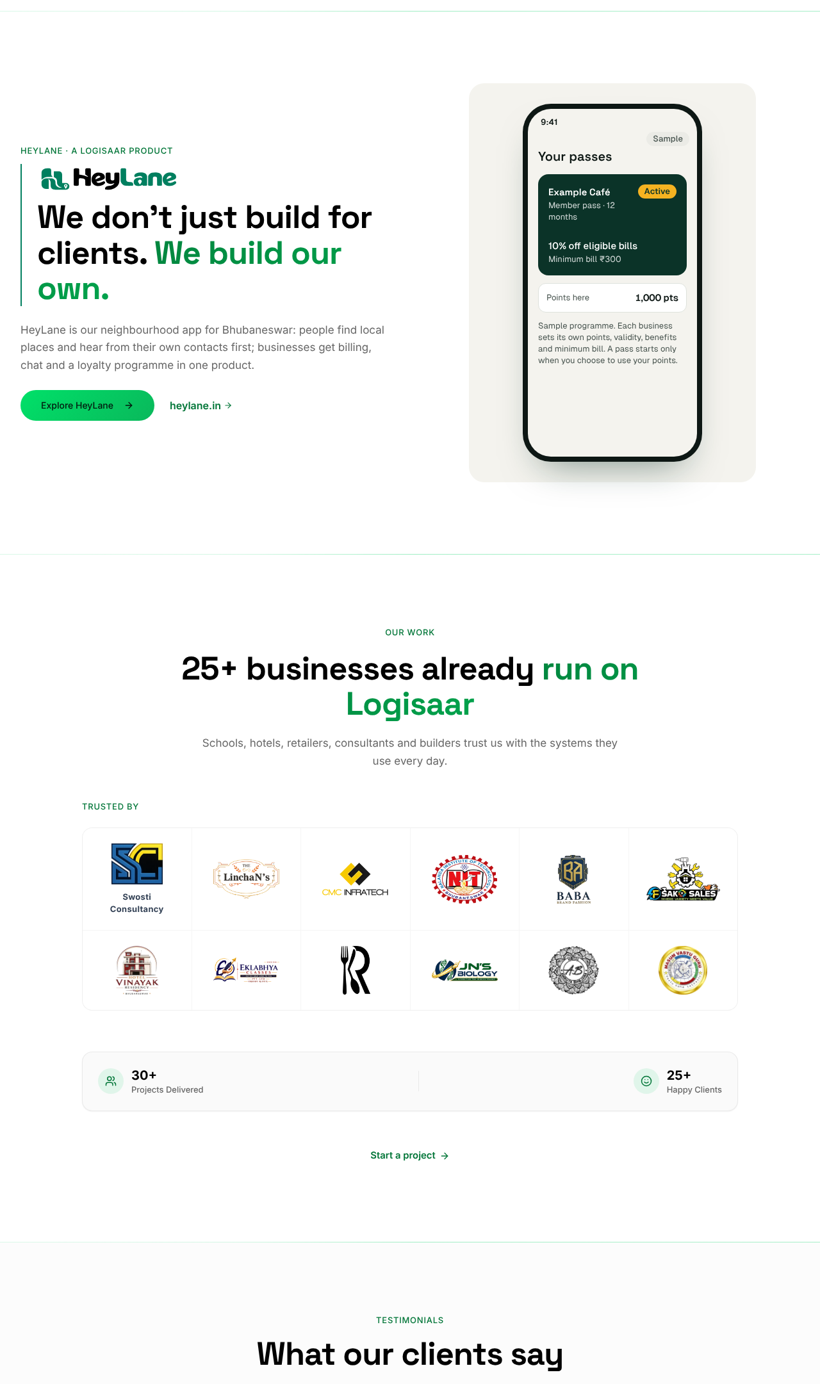 HEYLANE · A LOGISAAR PRODUCT
HeyLane
We don't just build for
clients. We build our
own.
HeyLane is our neighbourhood app for Bhubaneswar: people find local
places and hear from their own contacts first; businesses get billing,
chat and a loyalty programme in one product.
Explore HeyLane →
heylane.in →
9:41
Sample
Your passes
Example Café
Active
Member pass · 12
months
10% off eligible bills
Minimum bill ₹300
Points here
1,000 pts
Sample programme. Each business
sets its own points, validity, benefits
and minimum bill. A pass starts only
when you choose to use your points.
OUR WORK
25+ businesses already run on
Logisaar
Schools, hotels, retailers, consultants and builders trust us with the systems they
use every day.
TRUSTED BY
Swosti
Consultancy
THE
LinchaN's
CMC INFRATECH
NIT
BA
BABA
SAKO SALES
VINAYAK
EKLABHYA
CLASSES
R
JN'S
BIOLOGY
AB
30+
Projects Delivered
25+
Happy Clients
Start a project →
TESTIMONIALS
What our clients say